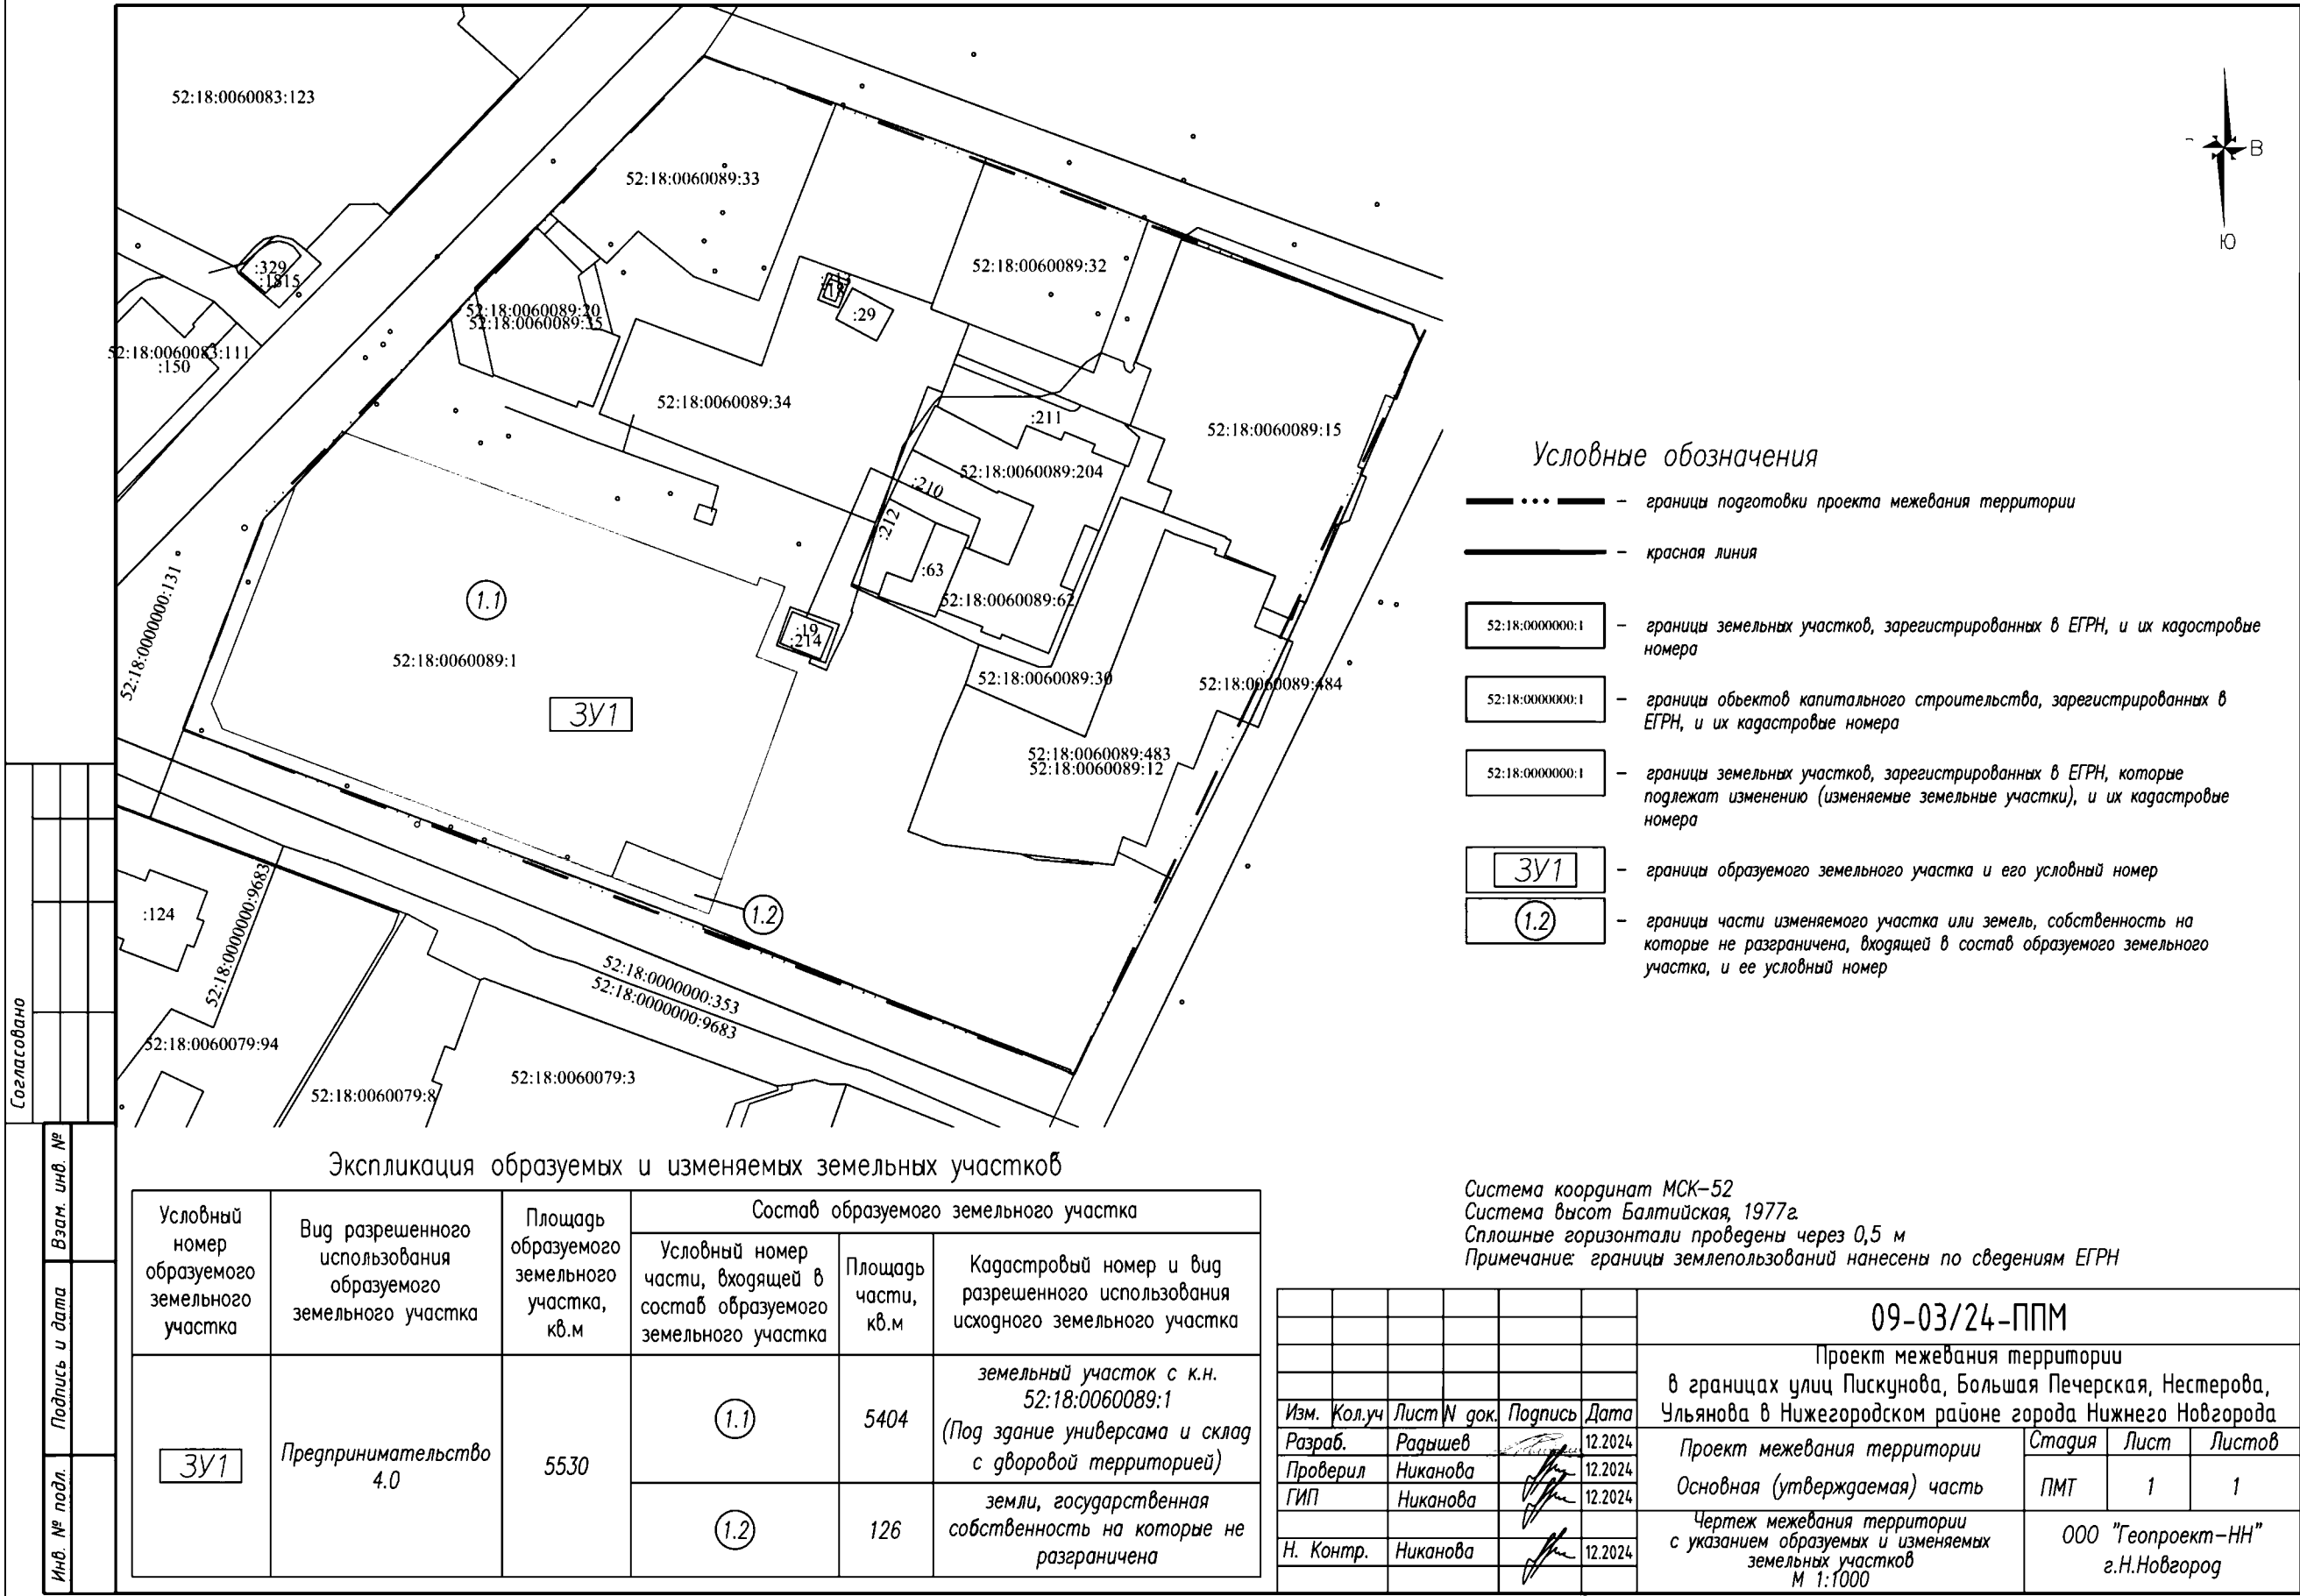 52:18:0060083:123
52:18:0060089:33
В
Ю
:329
:1815
52:18:0060089:32
52:18:0060089:20
52:18:0060089:35
:29
52:18:0060083:111
:150
52:18:0060089:34
:211
52:18:0060089:15
52:18:0060089:204
:210
:212
:63
52:18:0060089:62
52:18:0000000:131
1.1
:19
:214
52:18:0060089:1
ЗУ1
52:18:0060089:30
52:18:0060089:484
52:18:0060089:483
52:18:0060089:12
1.2
:124
52:18:0000000:9683
52:18:0000000:353
52:18:0000000:9683
52:18:0060079:94
52:18:0060079:8
52:18:0060079:3
Условные обозначения
– границы подготовки проекта межевания территории
– красная линия
52:18:0000000:1 – границы земельных участков, зарегистрированных в ЕГРН, и их кадостровые
номера
52:18:0000000:1 – границы обьектов капитального строительства, зарегистрированных в
ЕГРН, и их кадастровые номера
52:18:0000000:1 – границы земельных участков, зарегистрированных в ЕГРН, которые
подлежат изменению (изменяемые земельные участки), и их кадастровые
номера
ЗУ1 – границы образуемого земельного участка и его условный номер
1.2 – границы части изменяемого участка или земель, собственность на
которые не разграничена, входящей в состав образуемого земельного
участка, и ее условный номер
Согласовано
Взам. инв. №
Подпись и дата
Инв. № подл.
Экспликация образуемых и изменяемых земельных участков
Условный
номер
образуемого
земельного
участка
Вид разрешенного
использования
образуемого
земельного участка
Площадь
образуемого
земельного
участка,
кв.м
Состав образуемого земельного участка
Условный номер
части, входящей в
состав образуемого
земельного участка
Площадь
части,
кв.м
Кадастровый номер и вид
разрешенного использования
исходного земельного участка
ЗУ1
Предпринимательство
4.0
5530
1.1
5404
земельный участок с к.н.
52:18:0060089:1
(Под здание универсама и склад
с дворовой территорией)
1.2
126
земли, государственная
собственность на которые не
разграничена
Система координат МСК-52
Система высот Балтийская, 1977г.
Сплошные горизонтали проведены через 0,5 м
Примечание: границы землепользований нанесены по сведениям ЕГРН
09-03/24-ППМ
Проект межевания территории
в границах улиц Пискунова, Большая Печерская, Нестерова,
Ульянова в Нижегородском районе города Нижнего Новгорода
Изм. Кол.уч Лист N док. Подпись Дата
Разраб. Радышев 12.2024
Проверил Никанова 12.2024
ГИП Никанова 12.2024
Н. Контр. Никанова 12.2024
Проект межевания территории
Основная (утверждаемая) часть
Стадия Лист Листов
ПМТ 1 1
Чертеж межевания территории
с указанием образуемых и изменяемых
земельных участков
М 1:1000
ООО "Геопроект-НН"
г.Н.Новгород